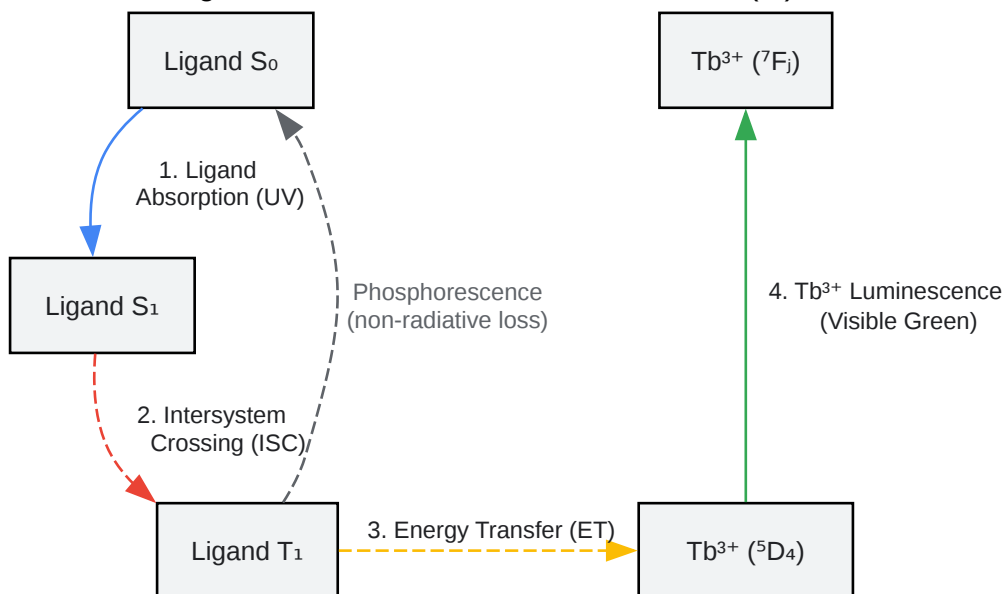 Ligand S₀
Tb³⁺ (⁷Fⱼ)
1. Ligand
Absorption (UV)
Ligand S₁
Phosphorescence
(non-radiative loss)
4. Tb³⁺ Luminescence
(Visible Green)
2. Intersystem
Crossing (ISC)
3. Energy Transfer (ET)
Ligand T₁
Tb³⁺ (⁵D₄)